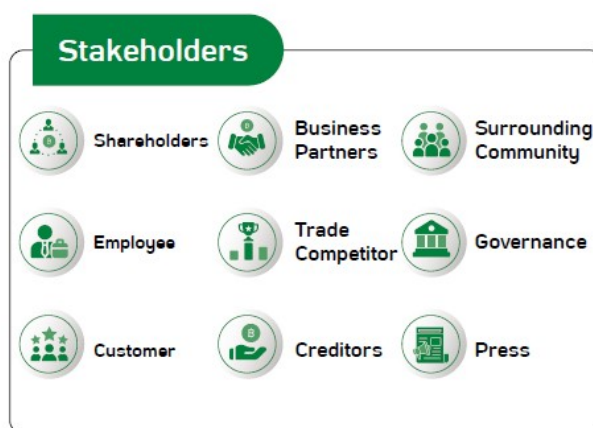 Stakeholders
Shareholders
Business
Partners
Surrounding
Community
Employee
Trade
Competitor
Governance
Customer
Creditors
Press